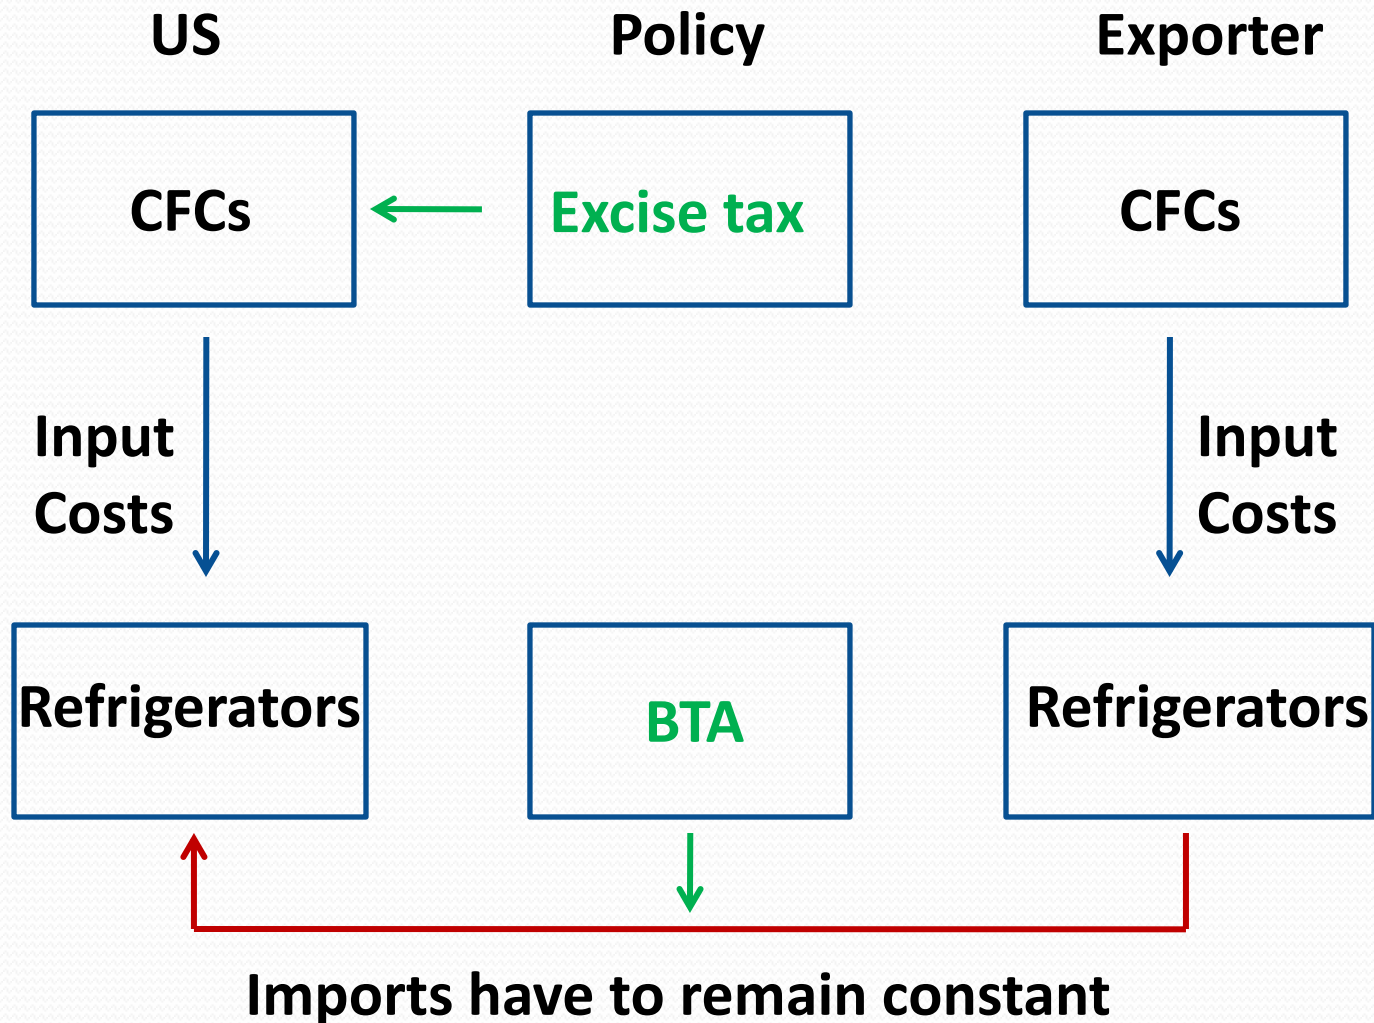 US
Policy
Exporter
CFCs
Excise tax
CFCs
Input
Costs
Input
Costs
Refrigerators
BTA
Refrigerators
Imports have to remain constant